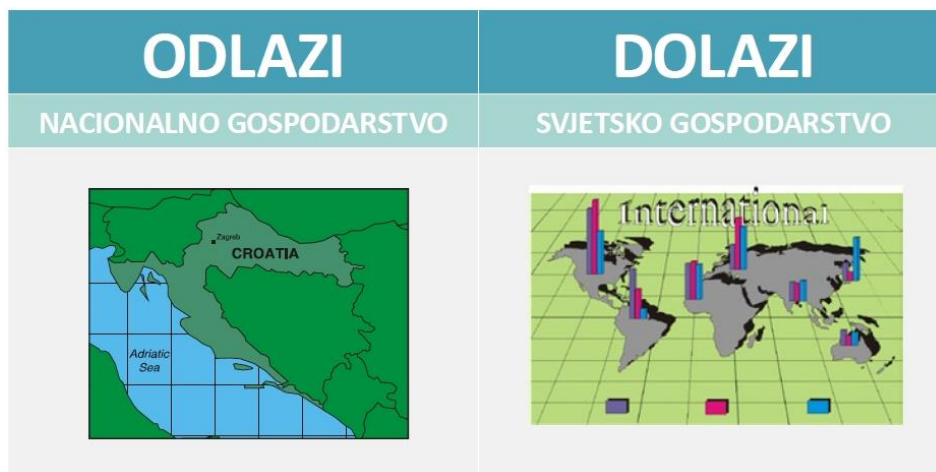 ODLAZI
DOLAZI
NACIONALNO GOSPODARSTVO
SVJETSKO GOSPODARSTVO
Zagreb
CROATIA
Adriatic
Sea
International